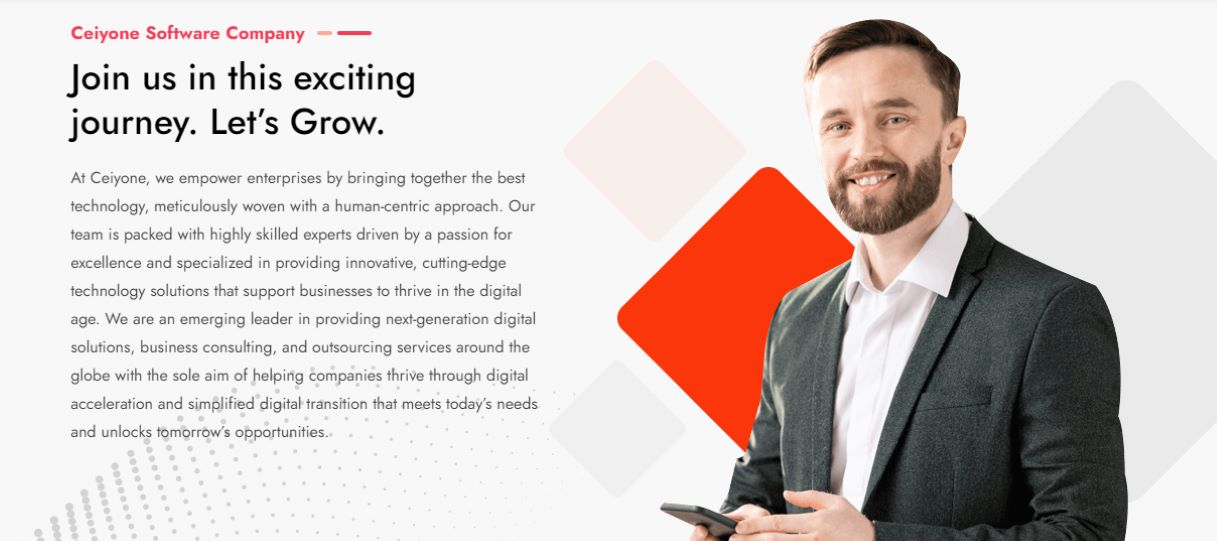 Ceiyone Software Company
Join us in this exciting
journey. Let's Grow.
At Ceiyone, we empower enterprises by bringing together the best
technology, meticulously woven with a human-centric approach. Our
team is packed with highly skilled experts driven by a passion for
excellence and specialized in providing innovative, cutting-edge
technology solutions that support businesses to thrive in the digital
age. We are an emerging leader in providing next-generation digital
solutions, business consulting, and outsourcing services around the
globe with the sole aim of helping companies thrive through digital
acceleration and simplified digital transition that meets today's needs
and unlocks tomorrow's opportunities.